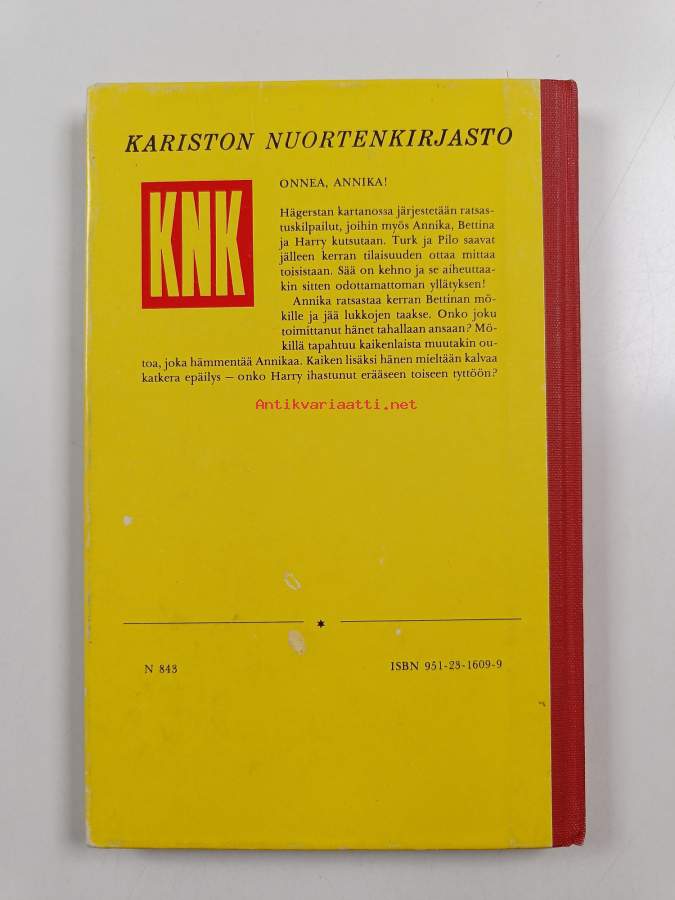 KARISTON NUORTENKIRJASTO
KNK
ONNEA, ANNIKA!
Hägerstan kartanossa järjestetään ratsas-
tuskilpailut, joihin myös Annika, Bettina
ja Harry kutsutaan. Turk ja Pilo saavat
jälleen kerran tilaisuuden ottaa mittaa
toisistaan. Sää on kehno ja se aiheuttaa-
kin sitten odottamattoman yllätyksen!
Annika ratsastaa kerran Bettinan mö-
kille ja jää lukkojen taakse. Onko joku
toimittanut hänet tahallaan ansaan? Mö-
killä tapahtuu kaikenlaista muutakin ou-
toa, joka hämmentää Annikaa. Kaiken lisäksi hänen mieltään kalvaa
katkera epäilys – onko Harry ihastunut erääseen toiseen tyttöön?
Antikvariaatti.net
N 843
ISBN 951-23-1609-9